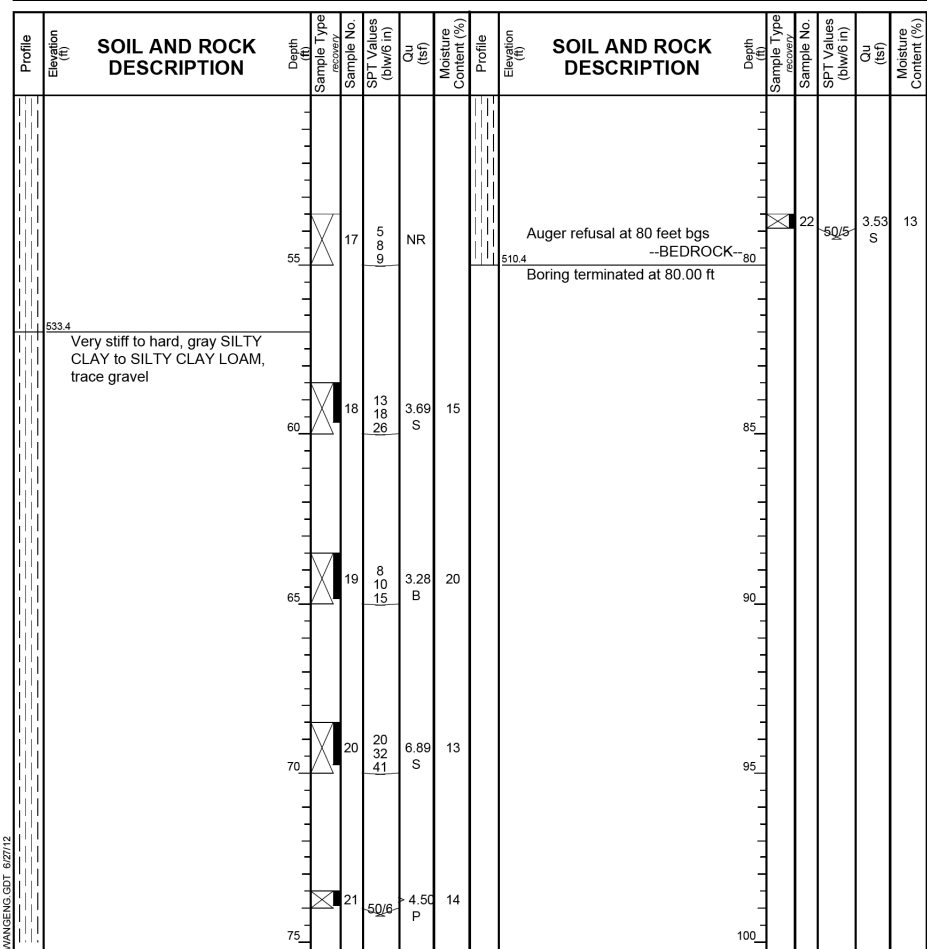 Profile
Elevation
(ft)
SOIL AND ROCK
DESCRIPTION
Depth
(ft)
Sample Type
recovery
Sample No.
SPT Values
(blw/6 in)
Qu
(tsf)
Moisture
Content (%)
Profile
Elevation
(ft)
SOIL AND ROCK
DESCRIPTION
Depth
(ft)
Sample Type
recovery
Sample No.
SPT Values
(blw/6 in)
Qu
(tsf)
Moisture
Content (%)
17
5
8
9
NR
55
533.4
Very stiff to hard, gray SILTY
CLAY to SILTY CLAY LOAM,
trace gravel
18
13
18
26
3.69
S
15
60
19
8
10
15
3.28
B
20
65
20
20
32
41
6.89
S
13
70
21
50/6
> 4.50
P
14
75
22
50/5
3.53
S
13
Auger refusal at 80 feet bgs
--BEDROCK--
80
510.4
Boring terminated at 80.00 ft
85
90
95
100
WANGENG.GDT 6/27/12